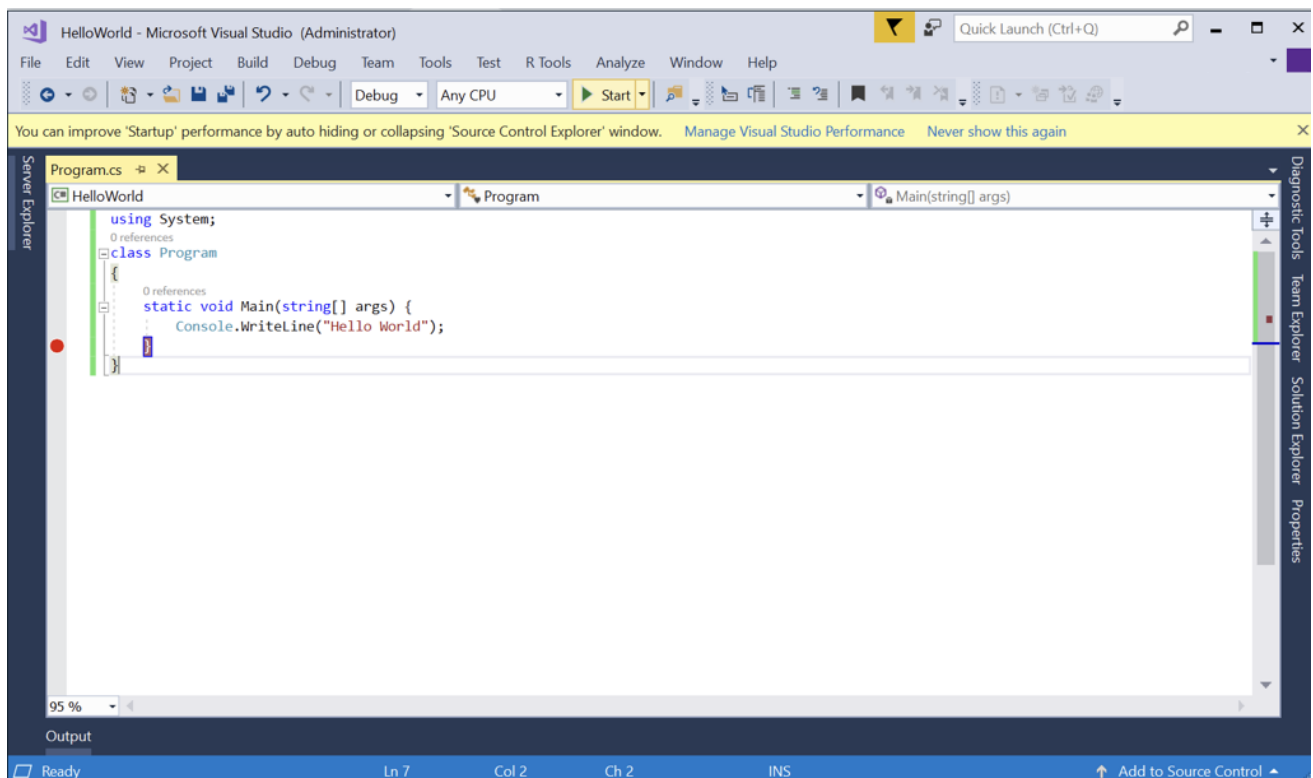 HelloWorld - Microsoft Visual Studio (Administrator)
Quick Launch (Ctrl+Q)
File Edit View Project Build Debug Team Tools Test R Tools Analyze Window Help
Debug Any CPU Start
You can improve 'Startup' performance by auto hiding or collapsing 'Source Control Explorer' window. Manage Visual Studio Performance Never show this again
Server Explorer
Program.cs
HelloWorld Program Main(string[] args)
using System;
0 references
class Program
{
0 references
static void Main(string[] args) {
Console.WriteLine("Hello World");
}
}
Diagnostic Tools
Team Explorer
Solution Explorer
Properties
95 %
Output
Ready Ln 7 Col 2 Ch 2 INS Add to Source Control